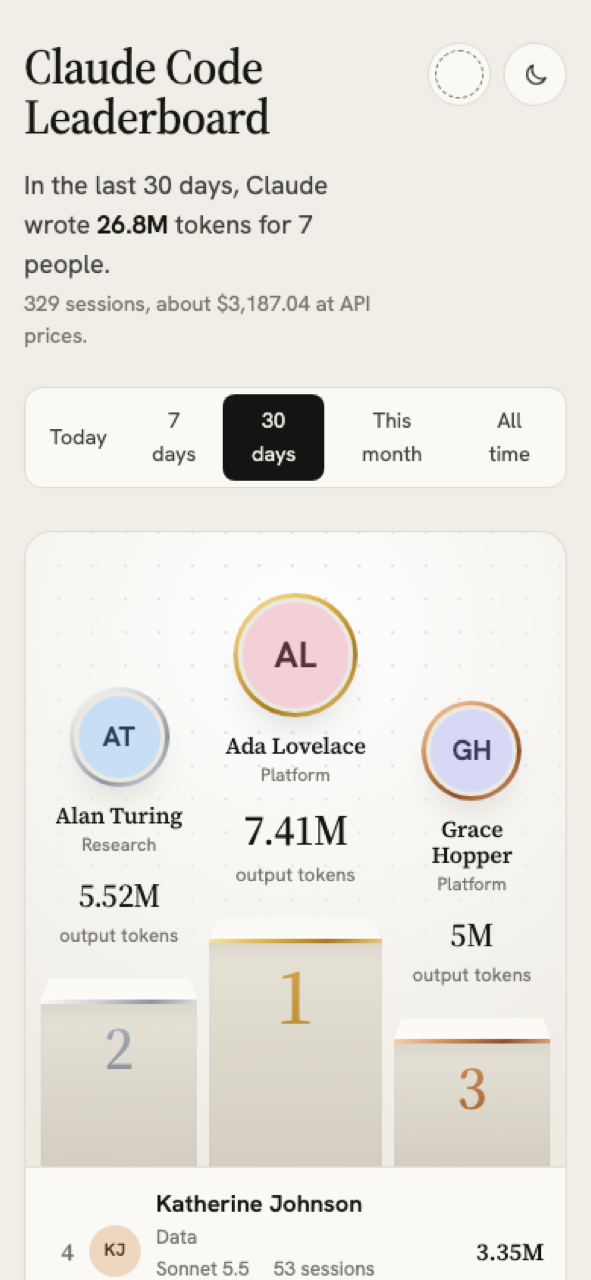 Claude Code
Leaderboard
In the last 30 days, Claude
wrote 26.8M tokens for 7
people.
329 sessions, about $3,187.04 at API
prices.
Today
7
days
30
days
This
month
All
time
AL
Ada Lovelace
Platform
7.41M
output tokens
1
AT
Alan Turing
Research
5.52M
output tokens
2
GH
Grace
Hopper
Platform
5M
output tokens
3
4
KJ
Katherine Johnson
Data
Sonnet 5.5 53 sessions
3.35M